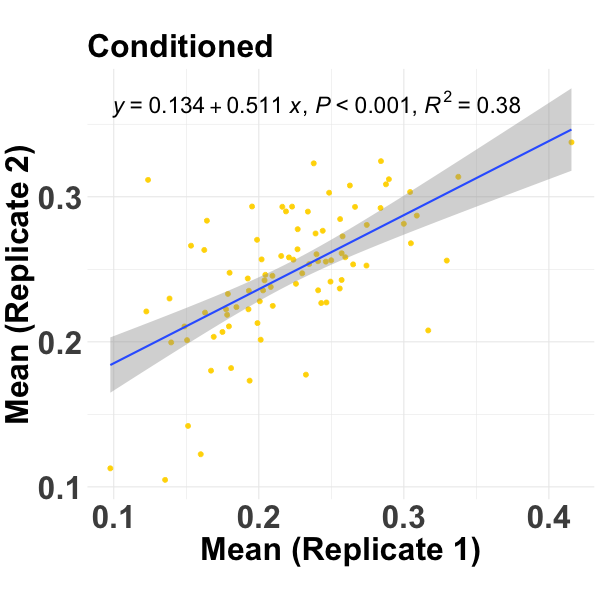 Conditioned
y = 0.134 + 0.511 x, P < 0.001, R² = 0.38
Mean (Replicate 2)
0.3
0.2
0.1
0.1 0.2 0.3 0.4
Mean (Replicate 1)